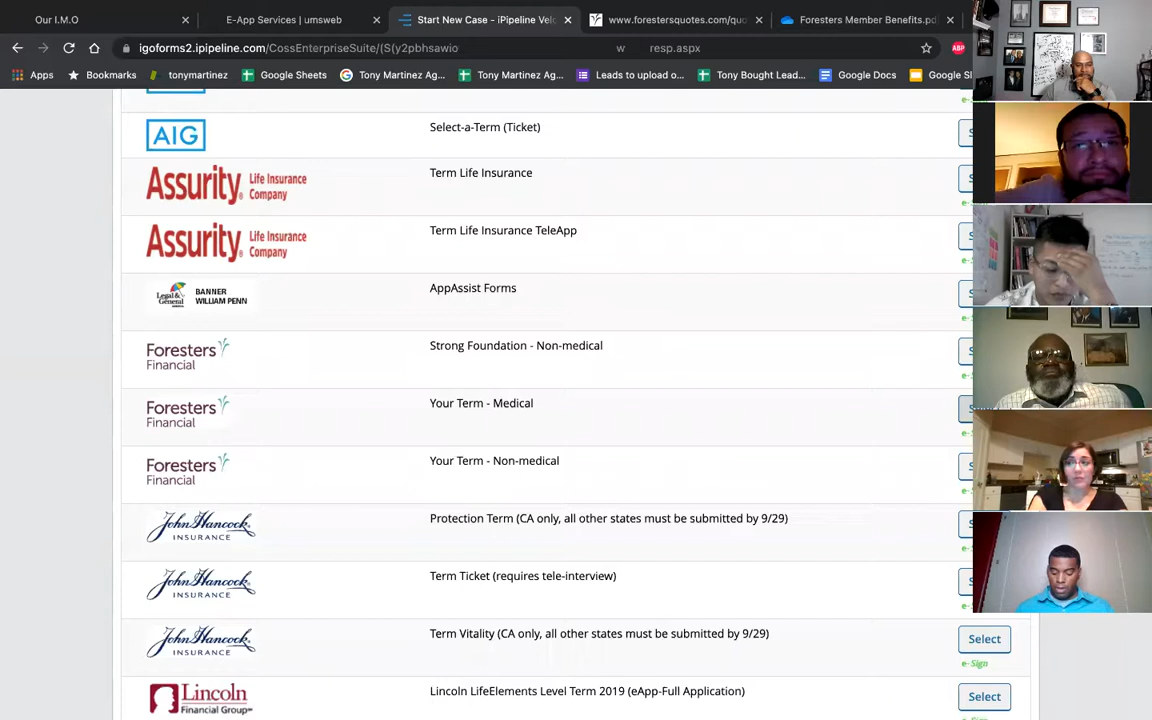 Our I.M.O
E-App Services | umsweb
Start New Case - iPipeline Velo
www.forestersquotes.com/quo
Foresters Member Benefits.pd
igoforms2.ipipeline.com/CossEnterpriseSuite/(S(y2pbhsawio w resp.aspx
ABP
Apps
Bookmarks
tonymartinez
Google Sheets
Tony Martinez Ag...
Tony Martinez Ag...
Leads to upload o...
Tony Bought Lead...
Google Docs
Google Sl
AIG
Select-a-Term (Ticket)
Assurity Life Insurance Company
Term Life Insurance
Assurity Life Insurance Company
Term Life Insurance TeleApp
Legal & General BANNER WILLIAM PENN
AppAssist Forms
Foresters Financial
Strong Foundation - Non-medical
Foresters Financial
Your Term - Medical
Foresters Financial
Your Term - Non-medical
John Hancock INSURANCE
Protection Term (CA only, all other states must be submitted by 9/29)
John Hancock INSURANCE
Term Ticket (requires tele-interview)
John Hancock INSURANCE
Term Vitality (CA only, all other states must be submitted by 9/29)
Select
e-Sign
Lincoln Financial Group
Lincoln LifeElements Level Term 2019 (eApp-Full Application)
Select